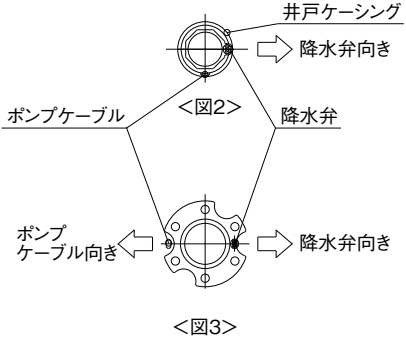 井戸ケーシング
降水弁向き
<図2>
ポンプケーブル
降水弁
ポンプ
ケーブル向き
降水弁向き
<図3>